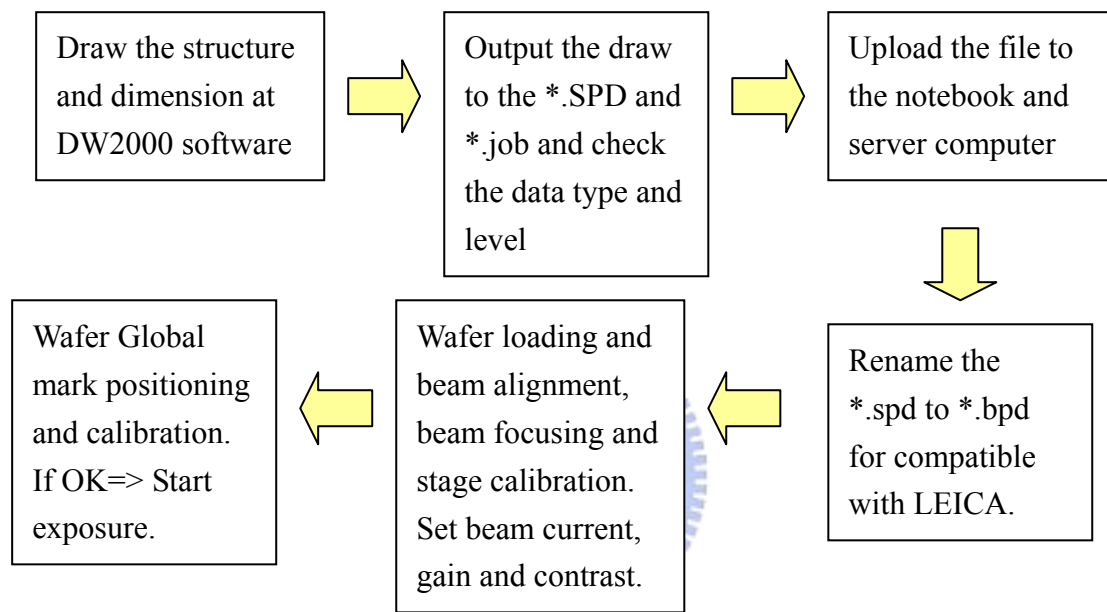 Draw the structure
and dimension at
DW2000 software
Output the draw
to the *.SPD and
*.job and check
the data type and
level
Upload the file to
the notebook and
server computer
Rename the
*.spd to *.bpd
for compatible
with LEICA.
Wafer loading and
beam alignment,
beam focusing and
stage calibration.
Set beam current,
gain and contrast.
Wafer Global
mark positioning
and calibration.
If OK=> Start
exposure.